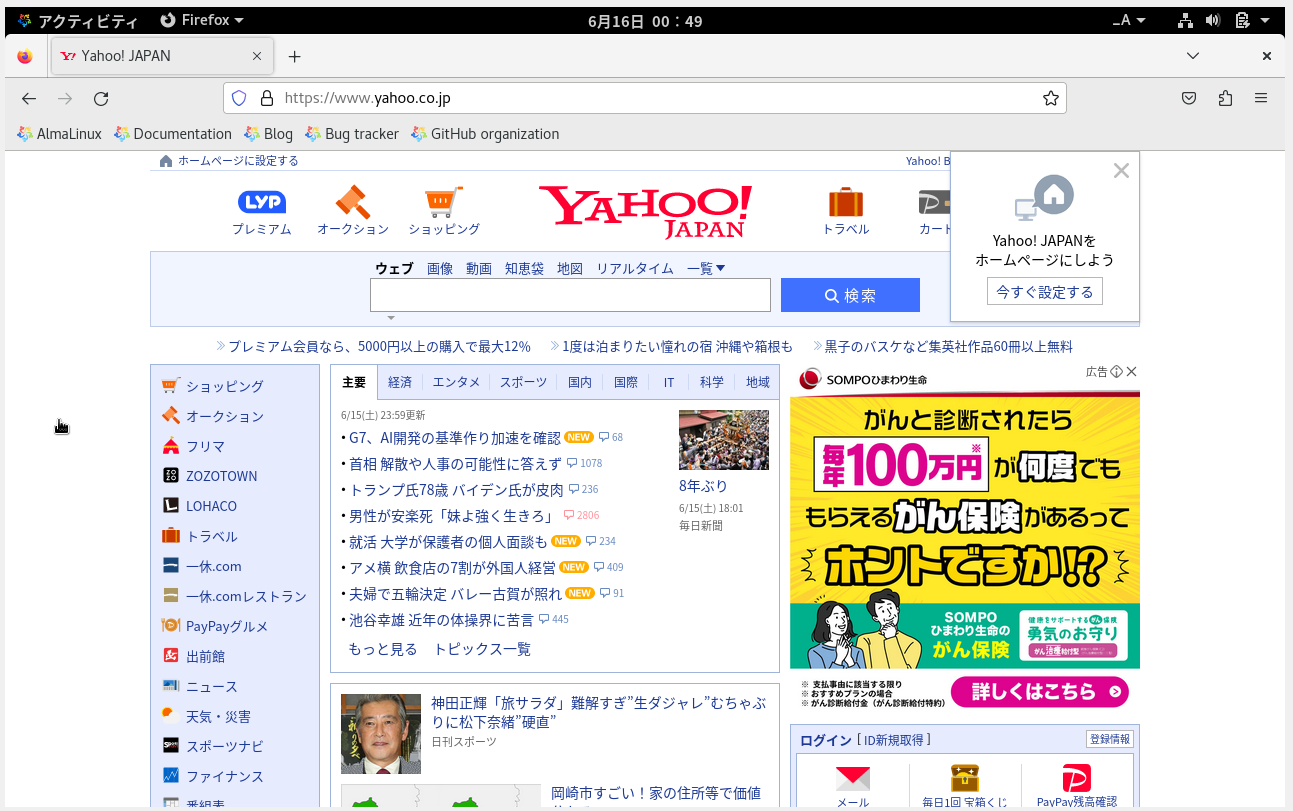 アクティビティ Firefox 6月16日 00：49 _A
Yahoo! JAPAN
https://www.yahoo.co.jp
AlmaLinux Documentation Blog Bug tracker GitHub organization
ホームページに設定する Yahoo! B
LYP
プレミアム オークション ショッピング YAHOO! JAPAN トラベル カード
Yahoo! JAPANを
ホームページにしよう
今すぐ設定する
ウェブ 画像 動画 知恵袋 地図 リアルタイム 一覧
検索
プレミアム会員なら、5000円以上の購入で最大12% 1度は泊まりたい憧れの宿 沖縄や箱根も 黒子のバスケなど集英社作品60冊以上無料
ショッピング
オークション
フリマ
ZOZOTOWN
LOHACO
トラベル
一休.com
一休.comレストラン
PayPayグルメ
出前館
ニュース
天気・災害
スポーツナビ
ファイナンス
番組表
主要 経済 エンタメ スポーツ 国内 国際 IT 科学 地域
6/15(土) 23:59更新
・G7、AI開発の基準作り加速を確認 NEW 68
・首相 解散や人事の可能性に答えず 1078
・トランプ氏78歳 バイデン氏が皮肉 236
・男性が安楽死「妹よ強く生きろ」 2806
・就活 大学が保護者の個人面談も NEW 234
・アメ横 飲食店の7割が外国人経営 NEW 409
・夫婦で五輪決定 バレー古賀が照れ NEW 91
・池谷幸雄 近年の体操界に苦言 445
もっと見る トピックス一覧
8年ぶり
6/15(土) 18:01
毎日新聞
神田正輝「旅サラダ」難解すぎ”生ダジャレ”むちゃぶ
りに松下奈緒”硬直”
日刊スポーツ
岡崎市すごい！家の住所等で価値
広告
SOMPOひまわり生命
がんと診断されたら
毎年100万円※が何度でも
もらえるがん保険があるって
ホントですか!?
SOMPO
ひまわり生命の
がん保険
健康をサポートするがん保険
勇気のお守り
がん治療給付型
※ 支払事由に該当する限り
※ おすすめプランの場合
※ がん診断給付金（がん診断給付特約）
詳しくはこちら
ログイン [ ID新規取得 ] 登録情報
メール 毎日1回 宝箱くじ PayPay残高確認